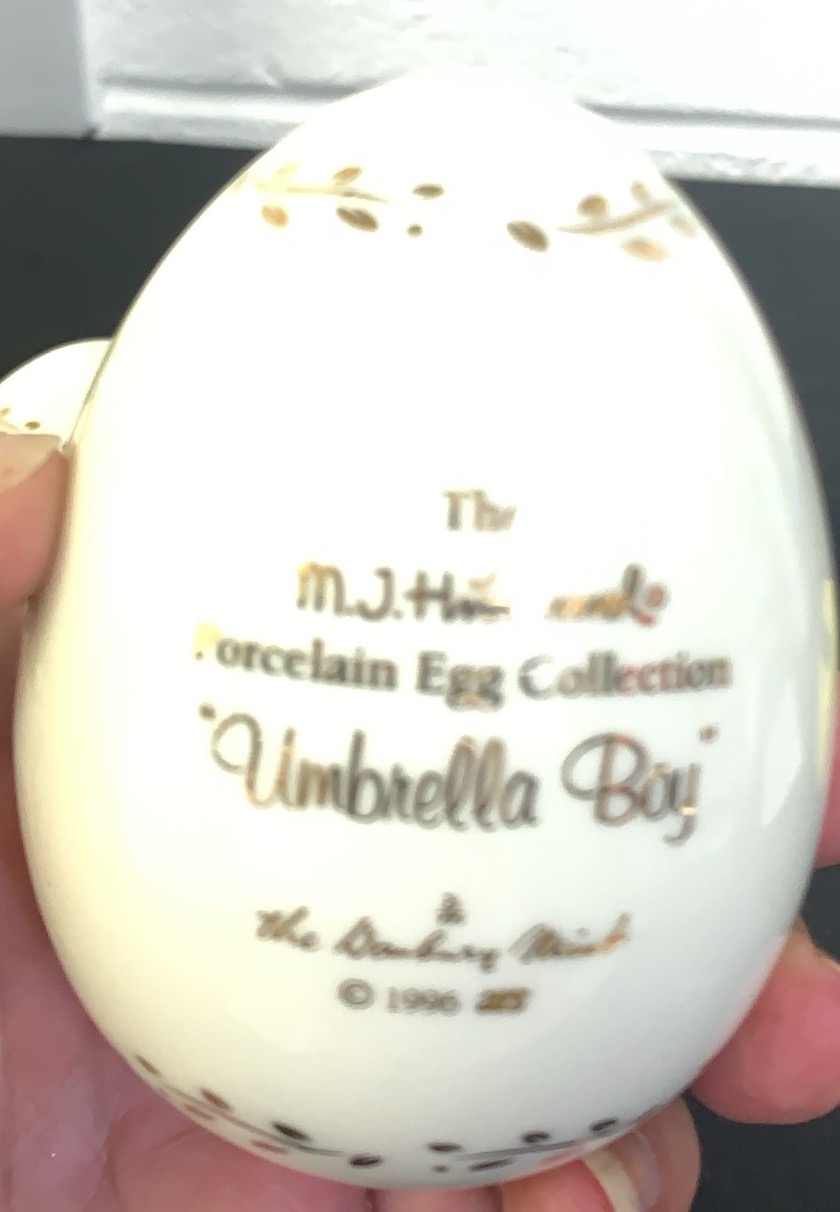 The
M.J.
Porcelain Egg Collection
"Umbrella Boy"
the Danbury Mint
© 1996